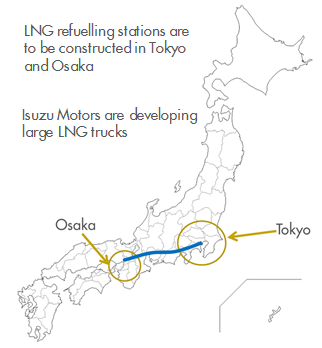 LNG refuelling stations are
to be constructed in Tokyo
and Osaka
Isuzu Motors are developing
large LNG trucks
Osaka
Tokyo